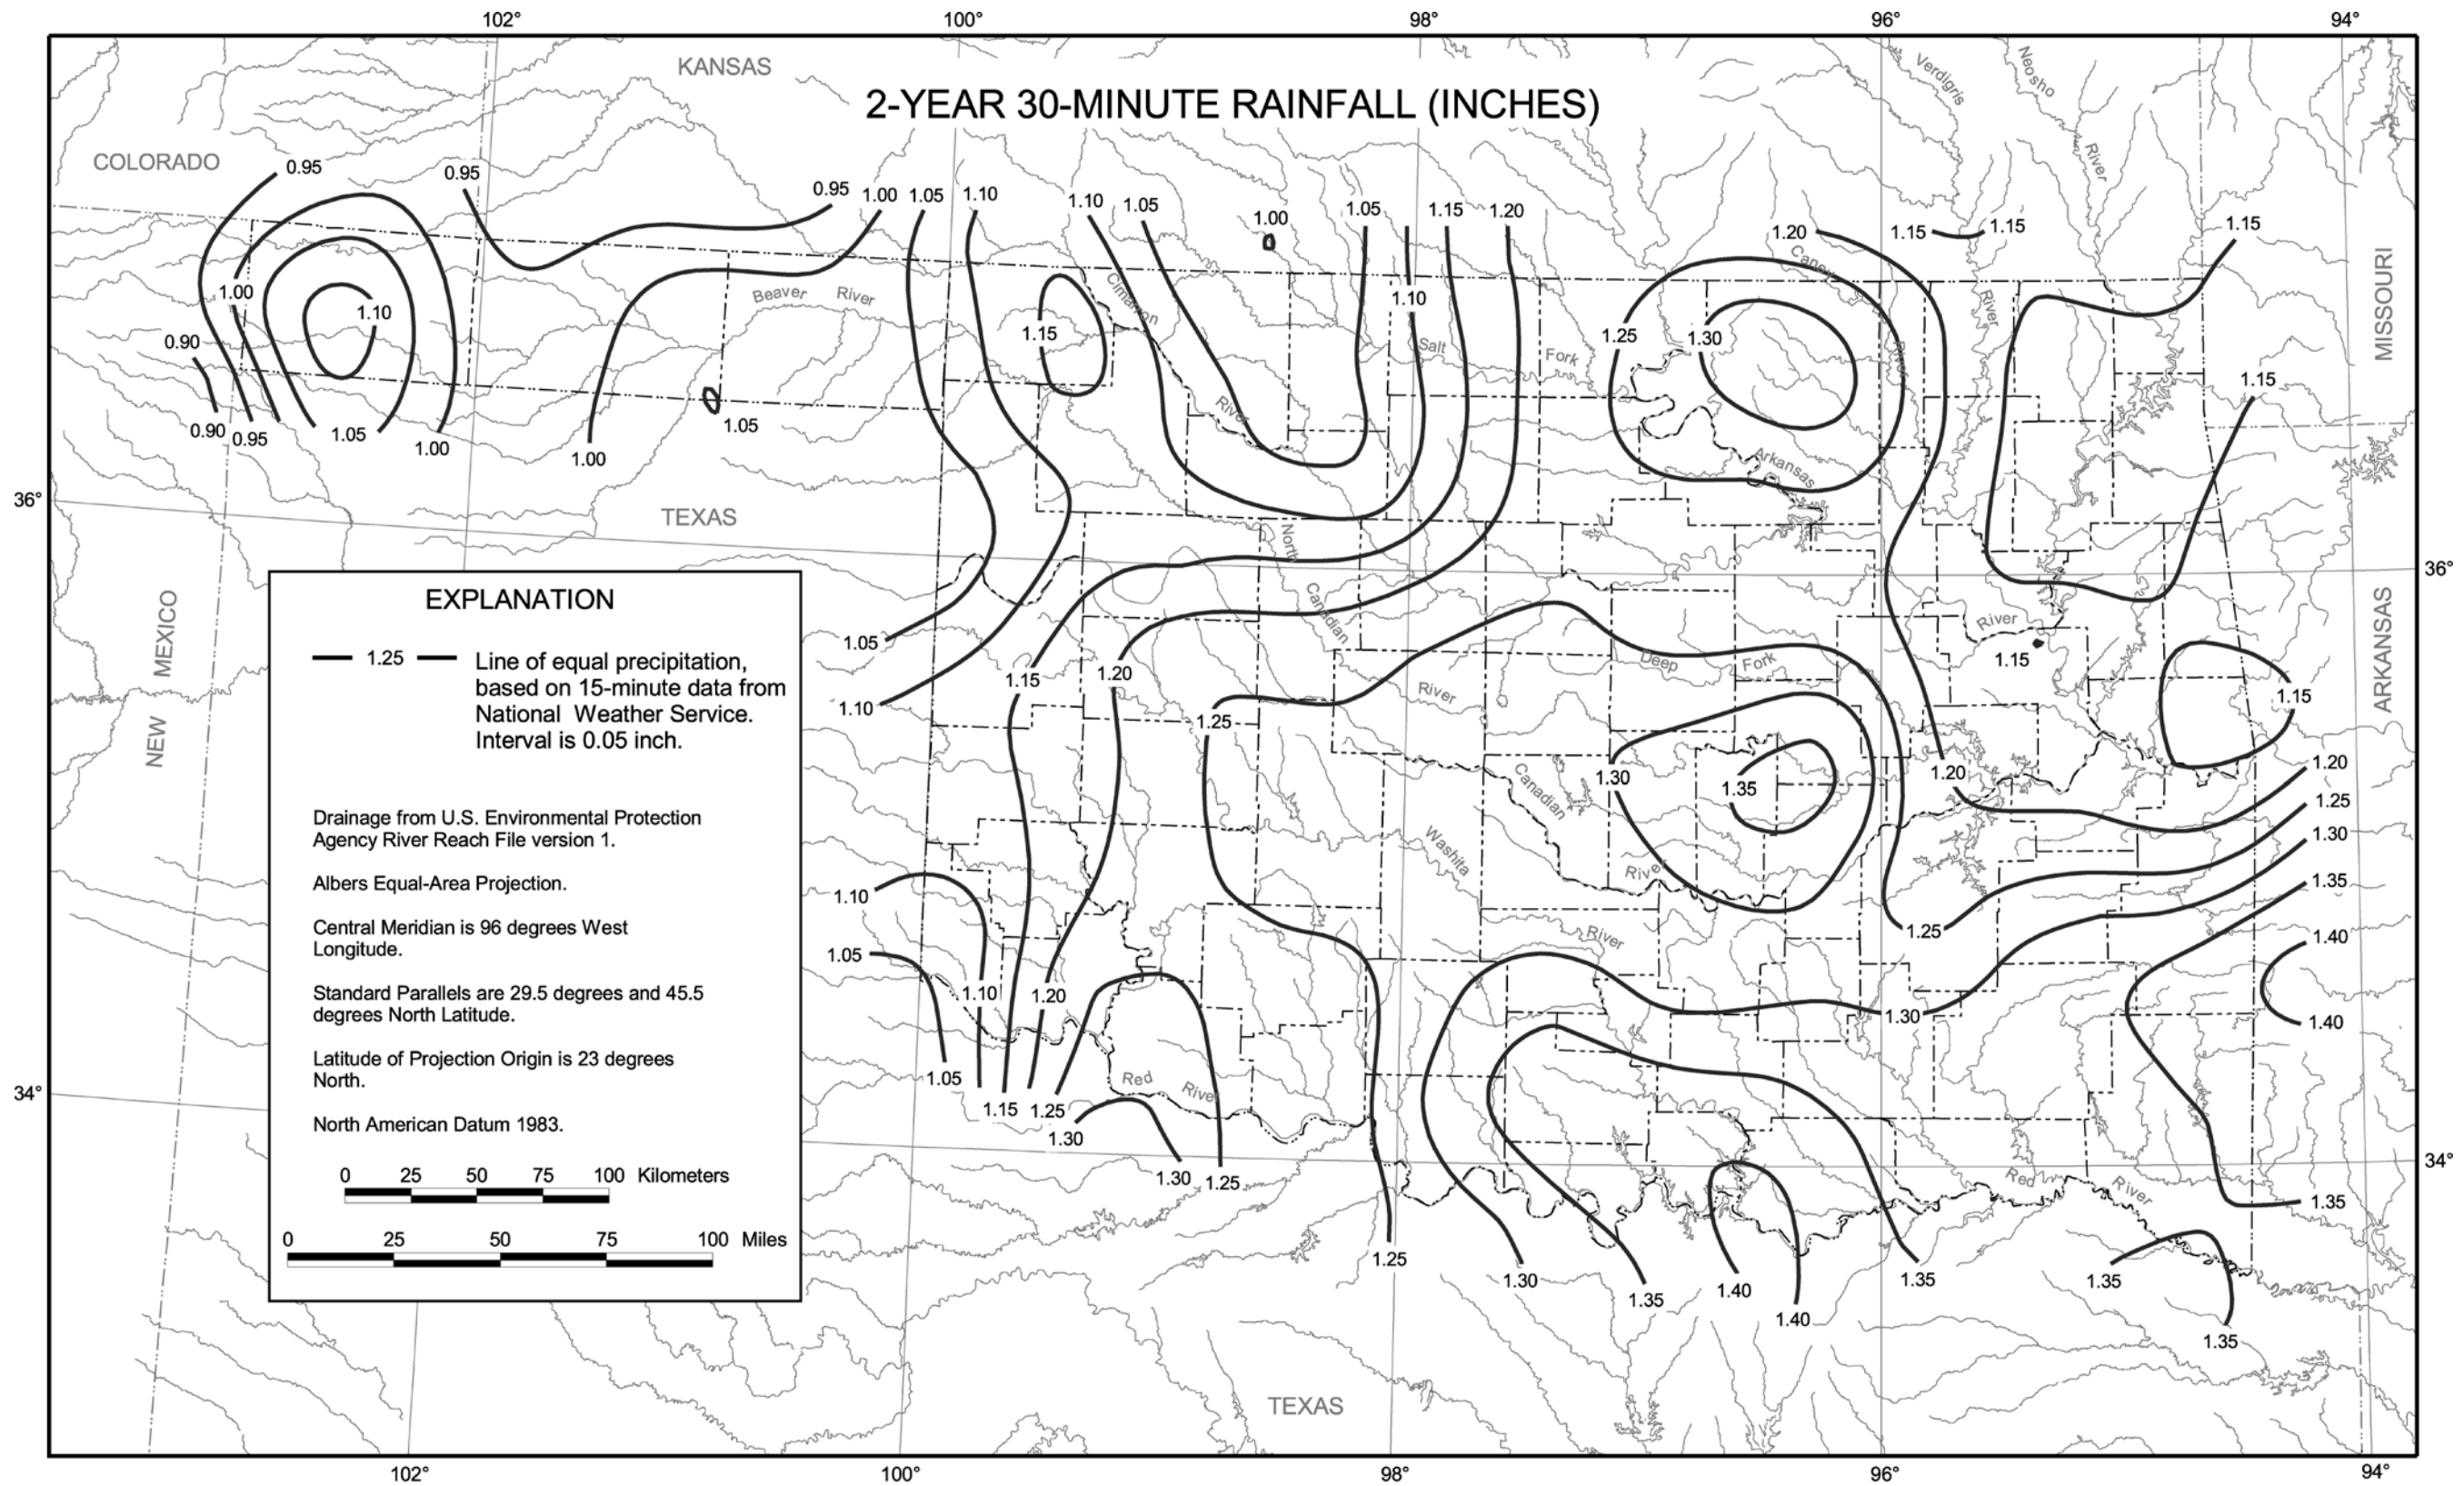 102° 100° 98° 96° 94°
KANSAS
Verdigris
Neosho
River
2-YEAR 30-MINUTE RAINFALL (INCHES)
COLORADO
0.95 0.95 0.95 1.00 1.05 1.10 1.10 1.05 1.00 1.05 1.15 1.20 1.20 1.15 1.15 1.15
MISSOURI
Caney
River
River
1.00 1.10 Beaver River 1.15 Cimarron 1.10
0.90 Salt Fork 1.25 1.30
1.15
River
0.90 0.95 1.05 1.00 1.05 1.00
Arkansas
36° TEXAS
North
Canadian
36°
EXPLANATION
1.25 Line of equal precipitation,
based on 15-minute data from
National Weather Service.
Interval is 0.05 inch.
Drainage from U.S. Environmental Protection
Agency River Reach File version 1.
Albers Equal-Area Projection.
Central Meridian is 96 degrees West
Longitude.
Standard Parallels are 29.5 degrees and 45.5
degrees North Latitude.
Latitude of Projection Origin is 23 degrees
North.
North American Datum 1983.
0 25 50 75 100 Kilometers
0 25 50 75 100 Miles
NEW MEXICO
ARKANSAS
1.05 River
Deep Fork 1.15
1.10 1.15 1.20 River 1.15
1.25
1.30 1.35 1.20 1.20
Canadian
1.25
Washita
River
1.30
1.10 1.35
River 1.25 1.40
1.05
1.10 1.20
1.30 1.40
34° 1.05 Red River
1.15 1.25
1.30
34°
1.30 1.25 Red River 1.35
1.25 1.30 1.35 1.40 1.35 1.35
1.40
1.35
TEXAS
102° 100° 98° 96° 94°